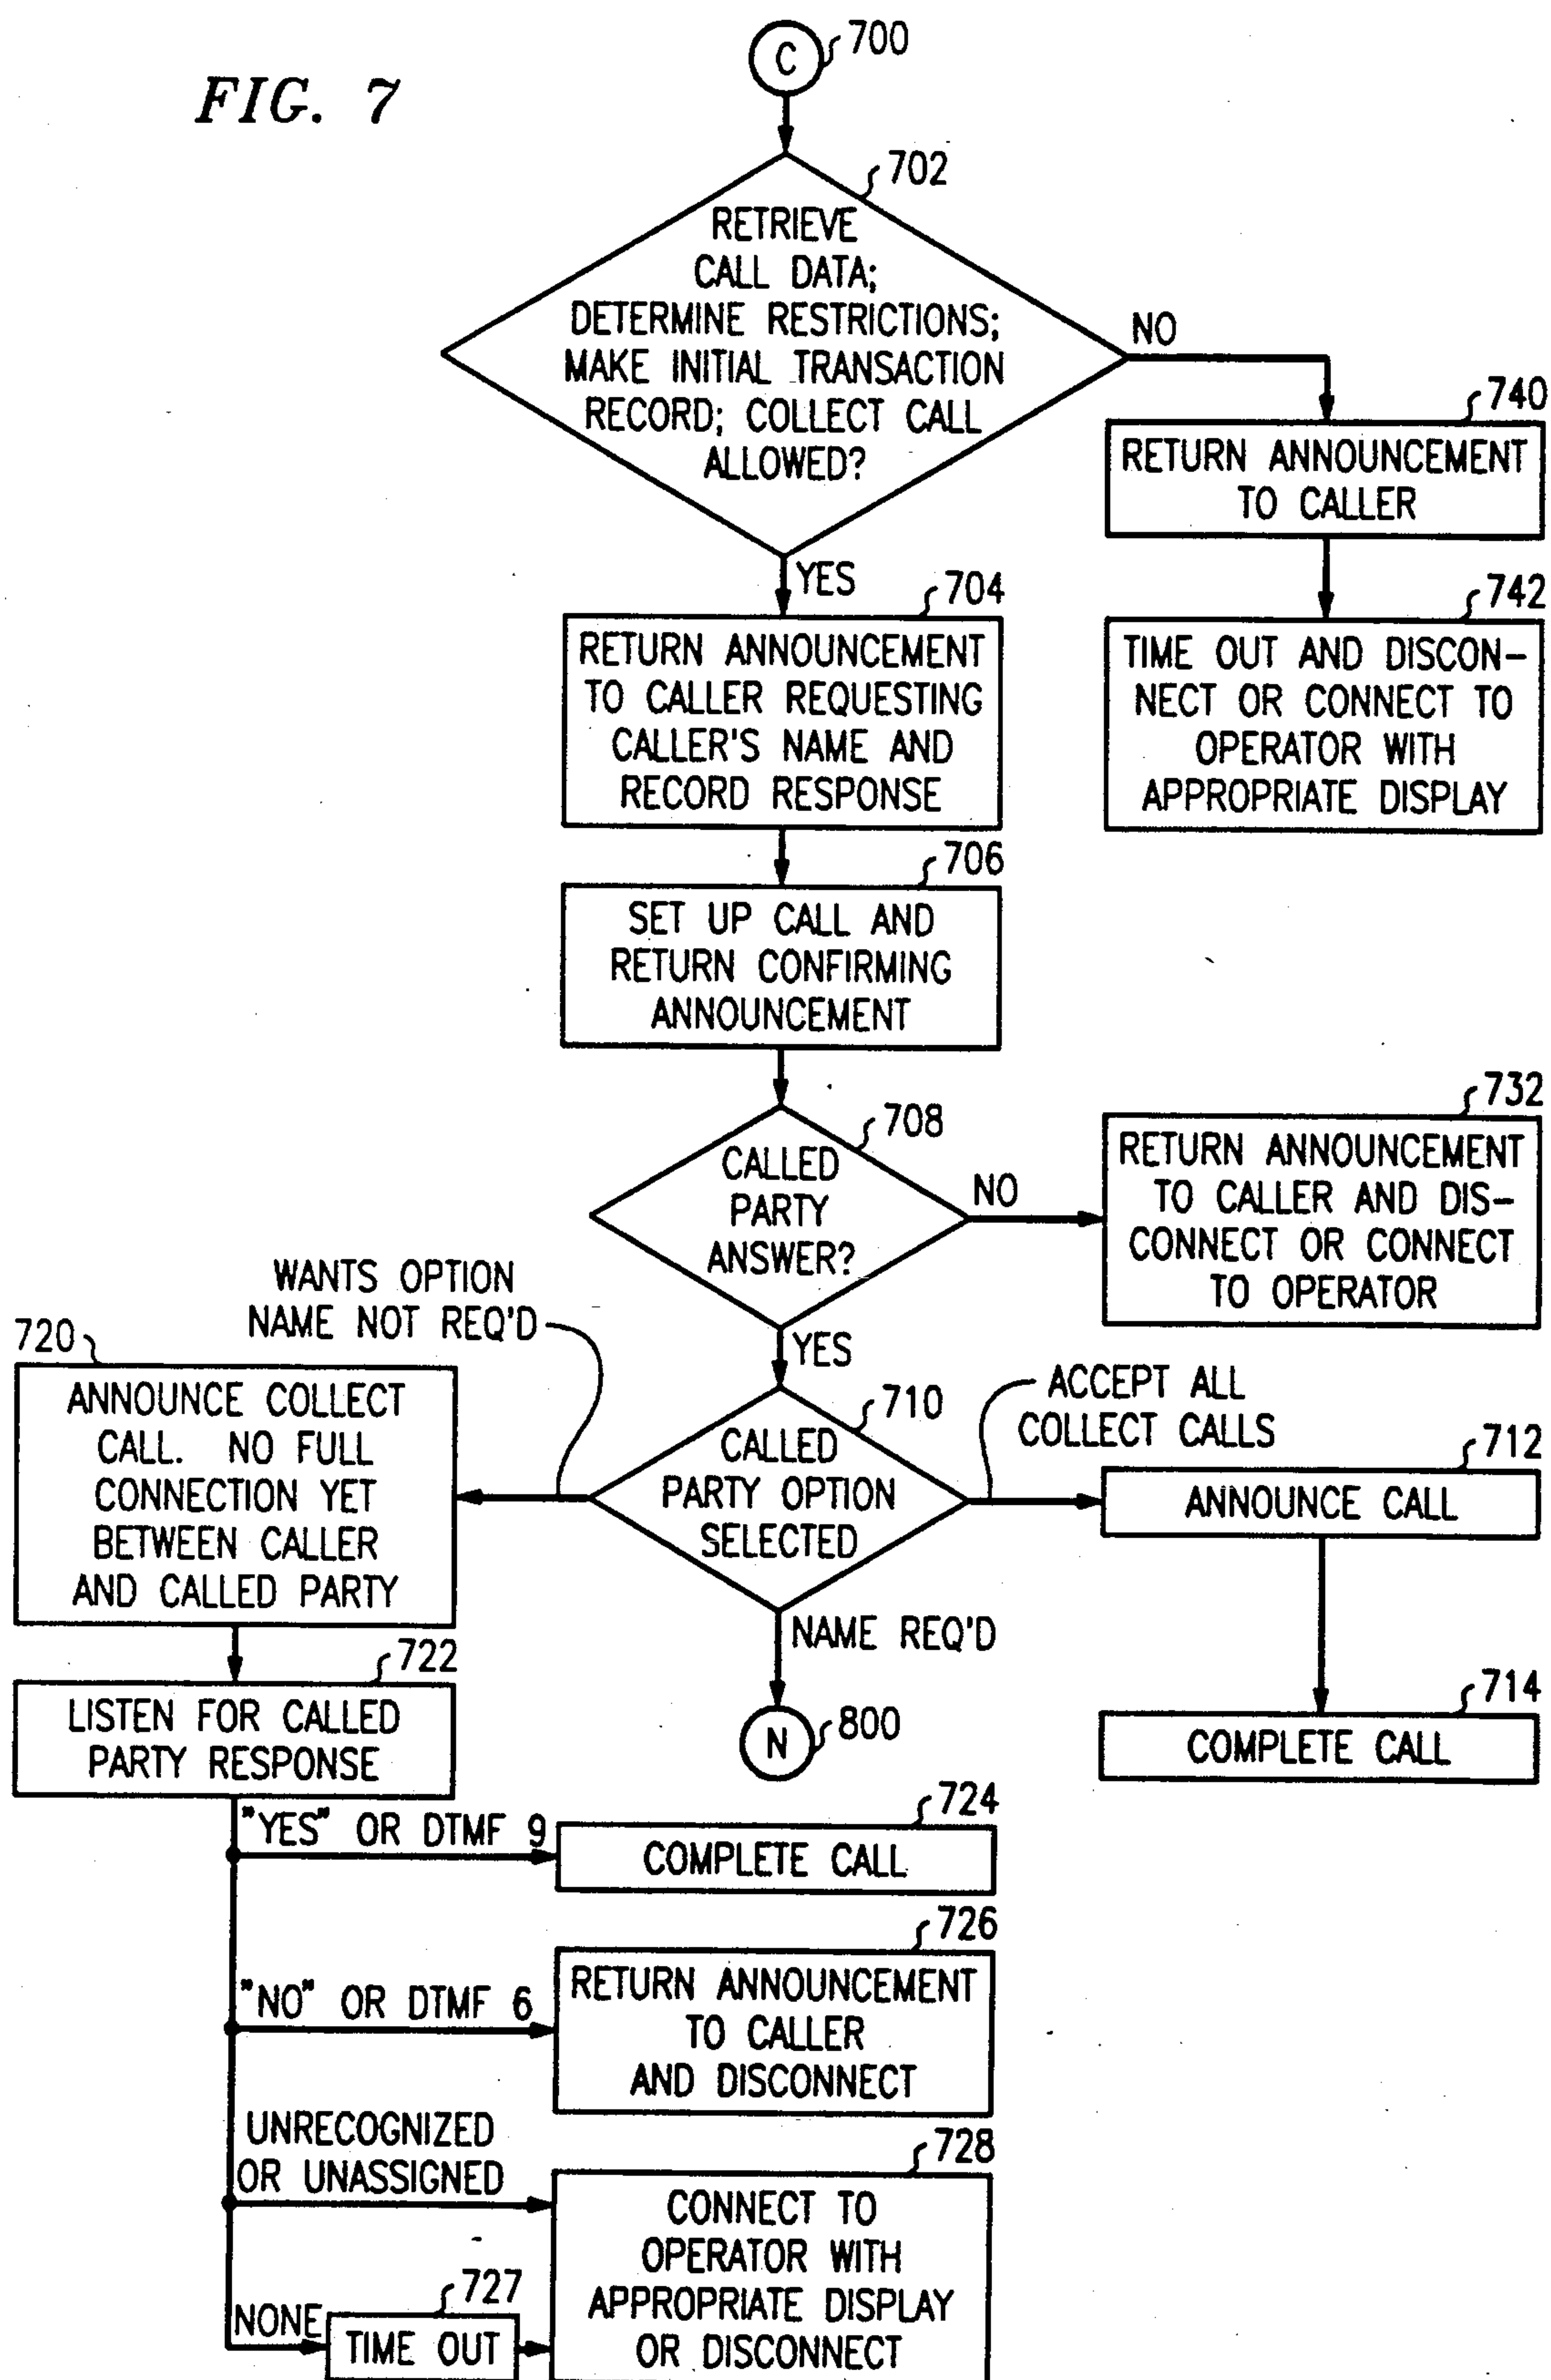 FIG. 7
C
700
702
RETRIEVE
CALL DATA;
DETERMINE RESTRICTIONS;
MAKE INITIAL TRANSACTION
RECORD; COLLECT CALL
ALLOWED?
NO
740
RETURN ANNOUNCEMENT
TO CALLER
YES
704
RETURN ANNOUNCEMENT
TO CALLER REQUESTING
CALLER'S NAME AND
RECORD RESPONSE
742
TIME OUT AND DISCON-
NECT OR CONNECT TO
OPERATOR WITH
APPROPRIATE DISPLAY
706
SET UP CALL AND
RETURN CONFIRMING
ANNOUNCEMENT
708
CALLED
PARTY
ANSWER?
NO
732
RETURN ANNOUNCEMENT
TO CALLER AND DIS-
CONNECT OR CONNECT
TO OPERATOR
YES
WANTS OPTION
NAME NOT REQ'D
710
CALLED
PARTY OPTION
SELECTED
ACCEPT ALL
COLLECT CALLS
712
ANNOUNCE CALL
714
COMPLETE CALL
NAME REQ'D
N
800
720
ANNOUNCE COLLECT
CALL. NO FULL
CONNECTION YET
BETWEEN CALLER
AND CALLED PARTY
722
LISTEN FOR CALLED
PARTY RESPONSE
"YES" OR DTMF 9
724
COMPLETE CALL
"NO" OR DTMF 6
726
RETURN ANNOUNCEMENT
TO CALLER
AND DISCONNECT
UNRECOGNIZED
OR UNASSIGNED
728
CONNECT TO
OPERATOR WITH
APPROPRIATE DISPLAY
OR DISCONNECT
NONE
727
TIME OUT